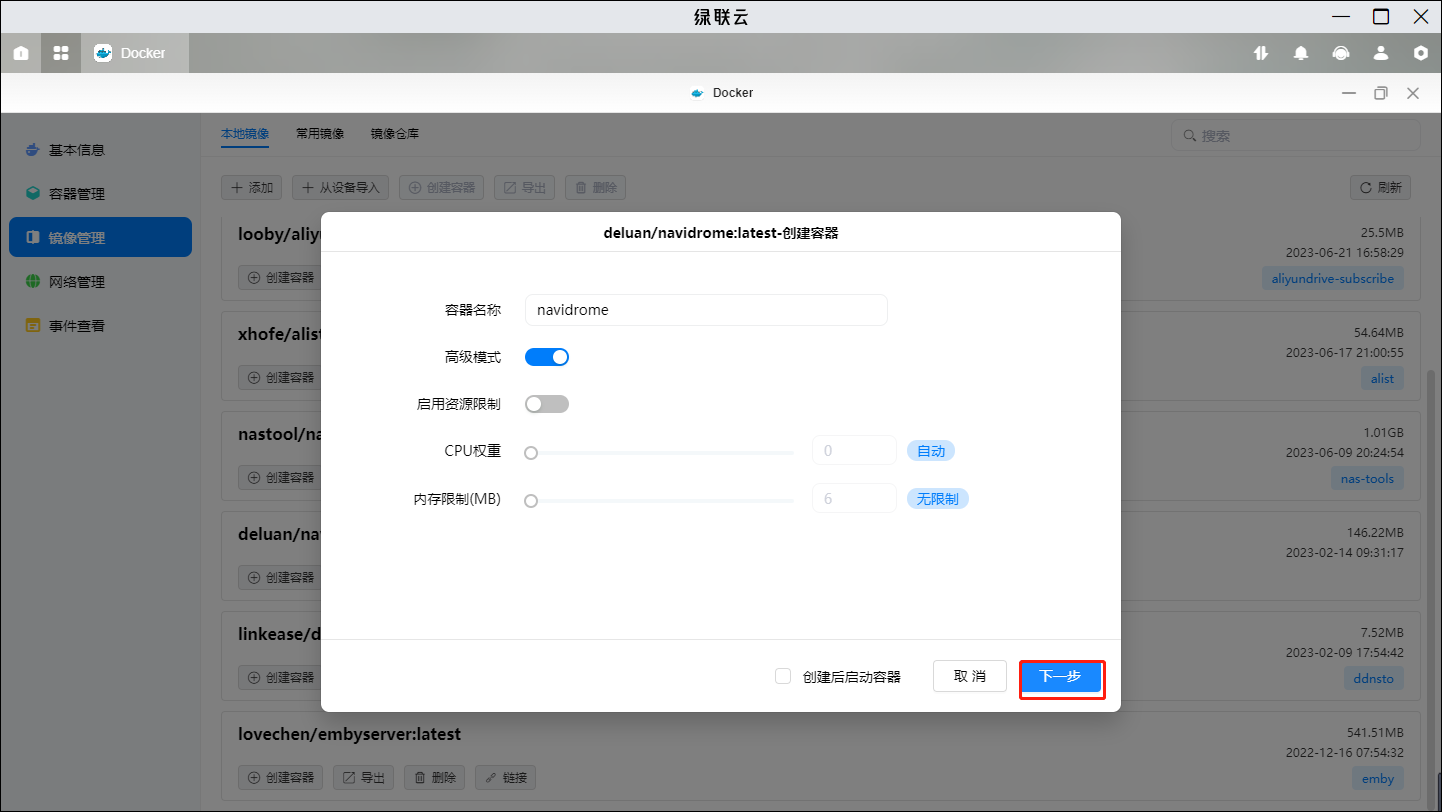 绿联云
Docker
Docker
基本信息
容器管理
镜像管理
网络管理
事件查看
本地镜像 常用镜像 镜像仓库
搜索
添加 从设备导入 创建容器 导出 删除 刷新
looby/aliy
25.5MB
2023-06-21 16:58:29
创建容器
aliyundrive-subscribe
xhofe/alist
54.64MB
2023-06-17 21:00:55
创建容器
alist
nastool/na
1.01GB
2023-06-09 20:24:54
创建容器
nas-tools
deluan/nav
146.22MB
2023-02-14 09:31:17
创建容器
linkease/d
7.52MB
2023-02-09 17:54:42
创建容器
ddnsto
lovechen/embyserver:latest
541.51MB
2022-12-16 07:54:32
创建容器 导出 删除 链接
emby
deluan/navidrome:latest-创建容器
容器名称 navidrome
高级模式
启用资源限制
CPU权重 0 自动
内存限制(MB) 6 无限制
创建后启动容器 取 消 下一步